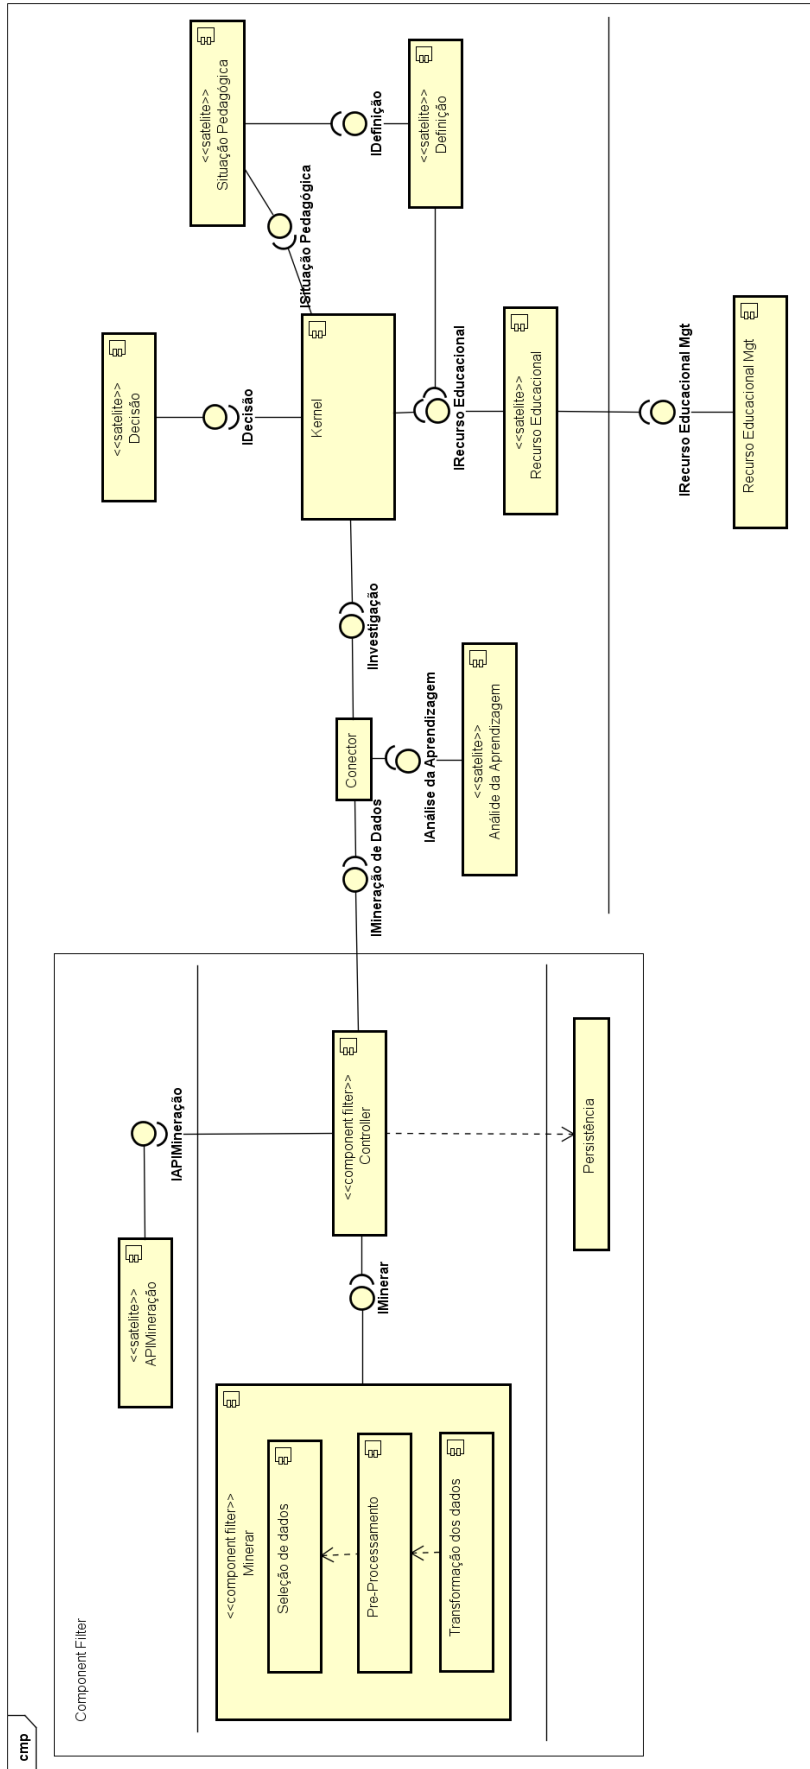 cmp
Component Filter
<<component filter>>
Minerar
Seleção de dados
Pre-Processamento
Transformação dos dados
IMinerar
<<satelite>>
APIMineração
IAPIMineração
<<component filter>>
Controller
Persistência
IMineração de Dados
Conector
IAnálise da Aprendizagem
<<satelite>>
Análide da Aprendizagem
IInvestigação
<<satelite>>
Decisão
IDecisão
Kernel
IRecurso Educacional
<<satelite>>
Recurso Educacional
IRecurso Educacional Mgt
Recurso Educacional Mgt
ISituação Pedagógica
<<satelite>>
Situação Pedagógica
IDefinição
<<satelite>>
Definição